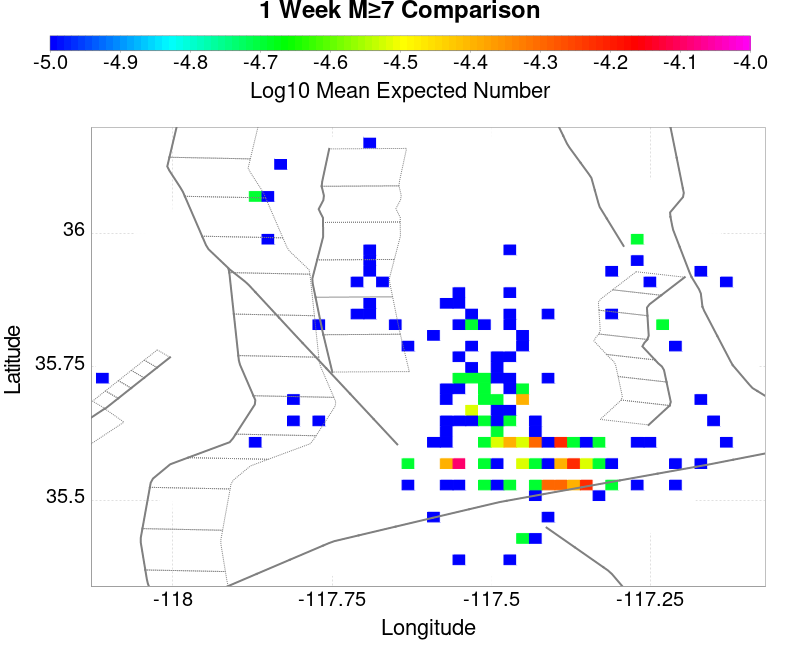 1 Week M≥7 Comparison
-5.0 -4.9 -4.8 -4.7 -4.6 -4.5 -4.4 -4.3 -4.2 -4.1 -4.0
Log10 Mean Expected Number
36
35.75
35.5
Latitude
-118 -117.75 -117.5 -117.25
Longitude